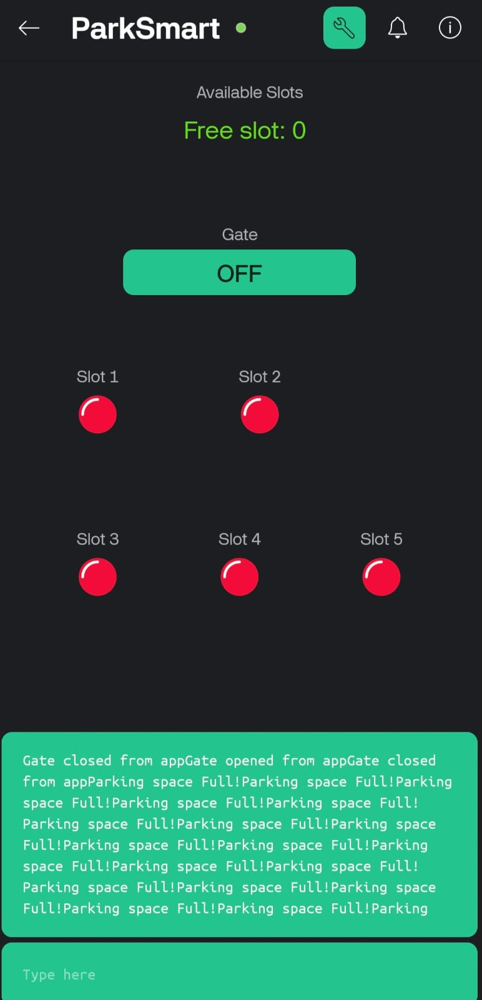 ParkSmart
Available Slots
Free slot: 0
Gate
OFF
Slot 1
Slot 2
Slot 3
Slot 4
Slot 5
Gate closed from appGate opened from appGate closed
from appParking space Full!Parking space Full!Parking
space Full!Parking space Full!Parking space Full!
Parking space Full!Parking space Full!Parking space
Full!Parking space Full!Parking space Full!Parking
space Full!Parking space Full!Parking space Full!
Parking space Full!Parking space Full!Parking space
Full!Parking space Full!Parking space Full!Parking
Type here